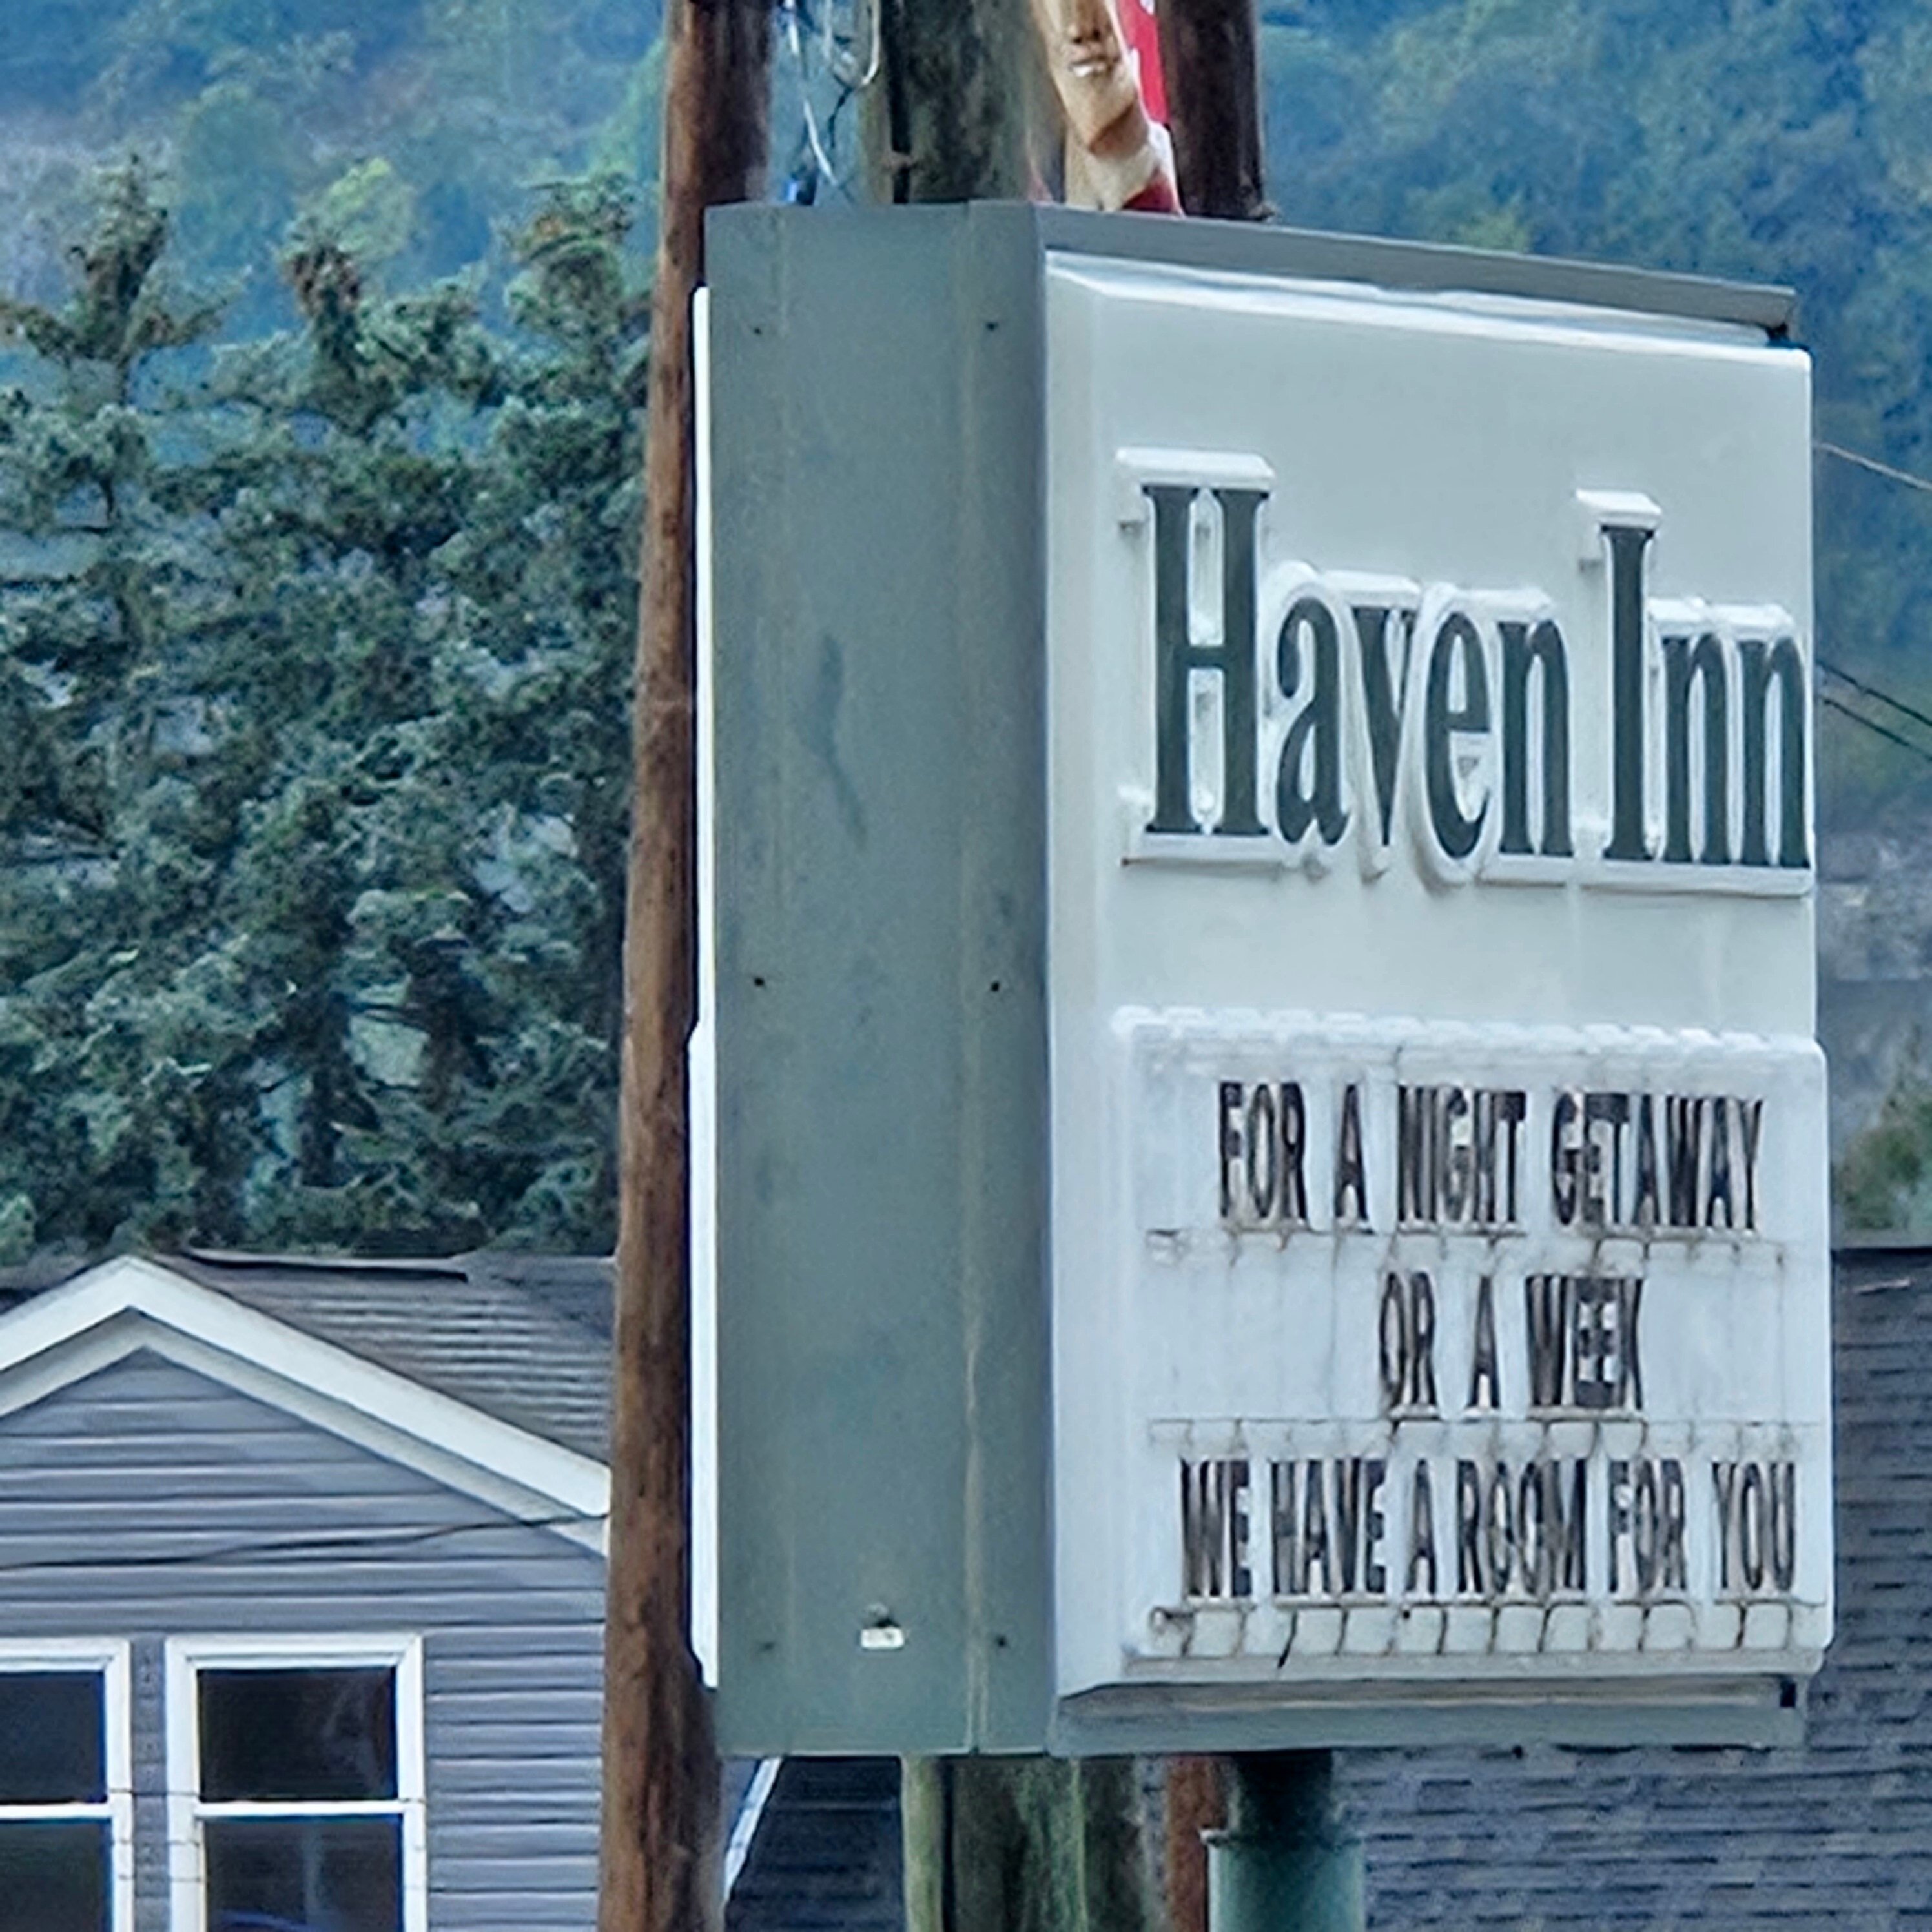 Haven Inn
FOR A NIGHT GETAWAY
OR A WEEK
WE HAVE A ROOM FOR YOU